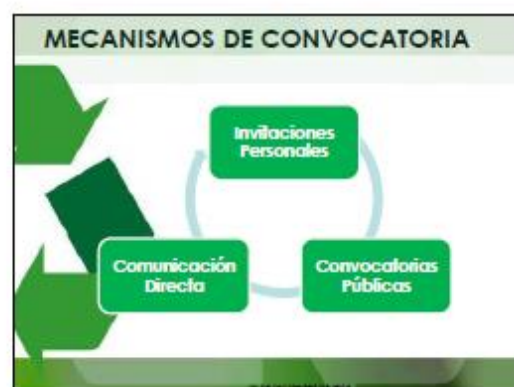 MECANISMOS DE CONVOCATORIA
Invitaciones
Personales
Comunicación
Directa
Convocatorias
Públicas